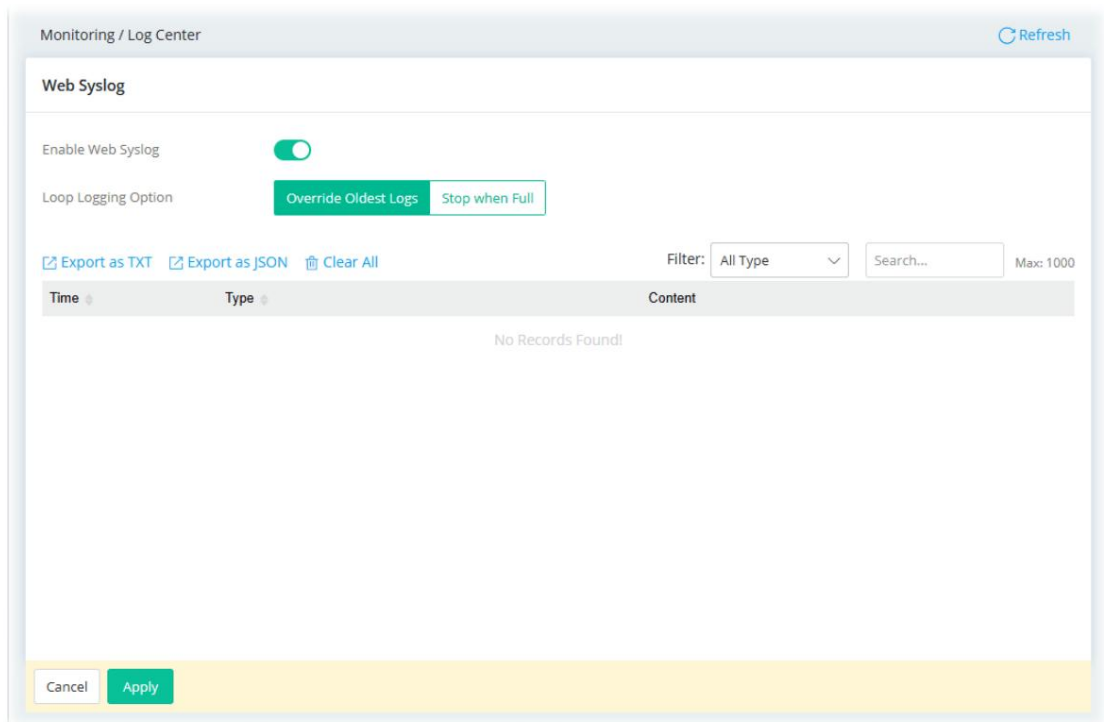 Monitoring / Log Center Refresh
Web Syslog
Enable Web Syslog
Loop Logging Option Override Oldest Logs Stop when Full
Export as TXT Export as JSON Clear All Filter: All Type Search... Max: 1000
Time Type Content
No Records Found!
Cancel Apply